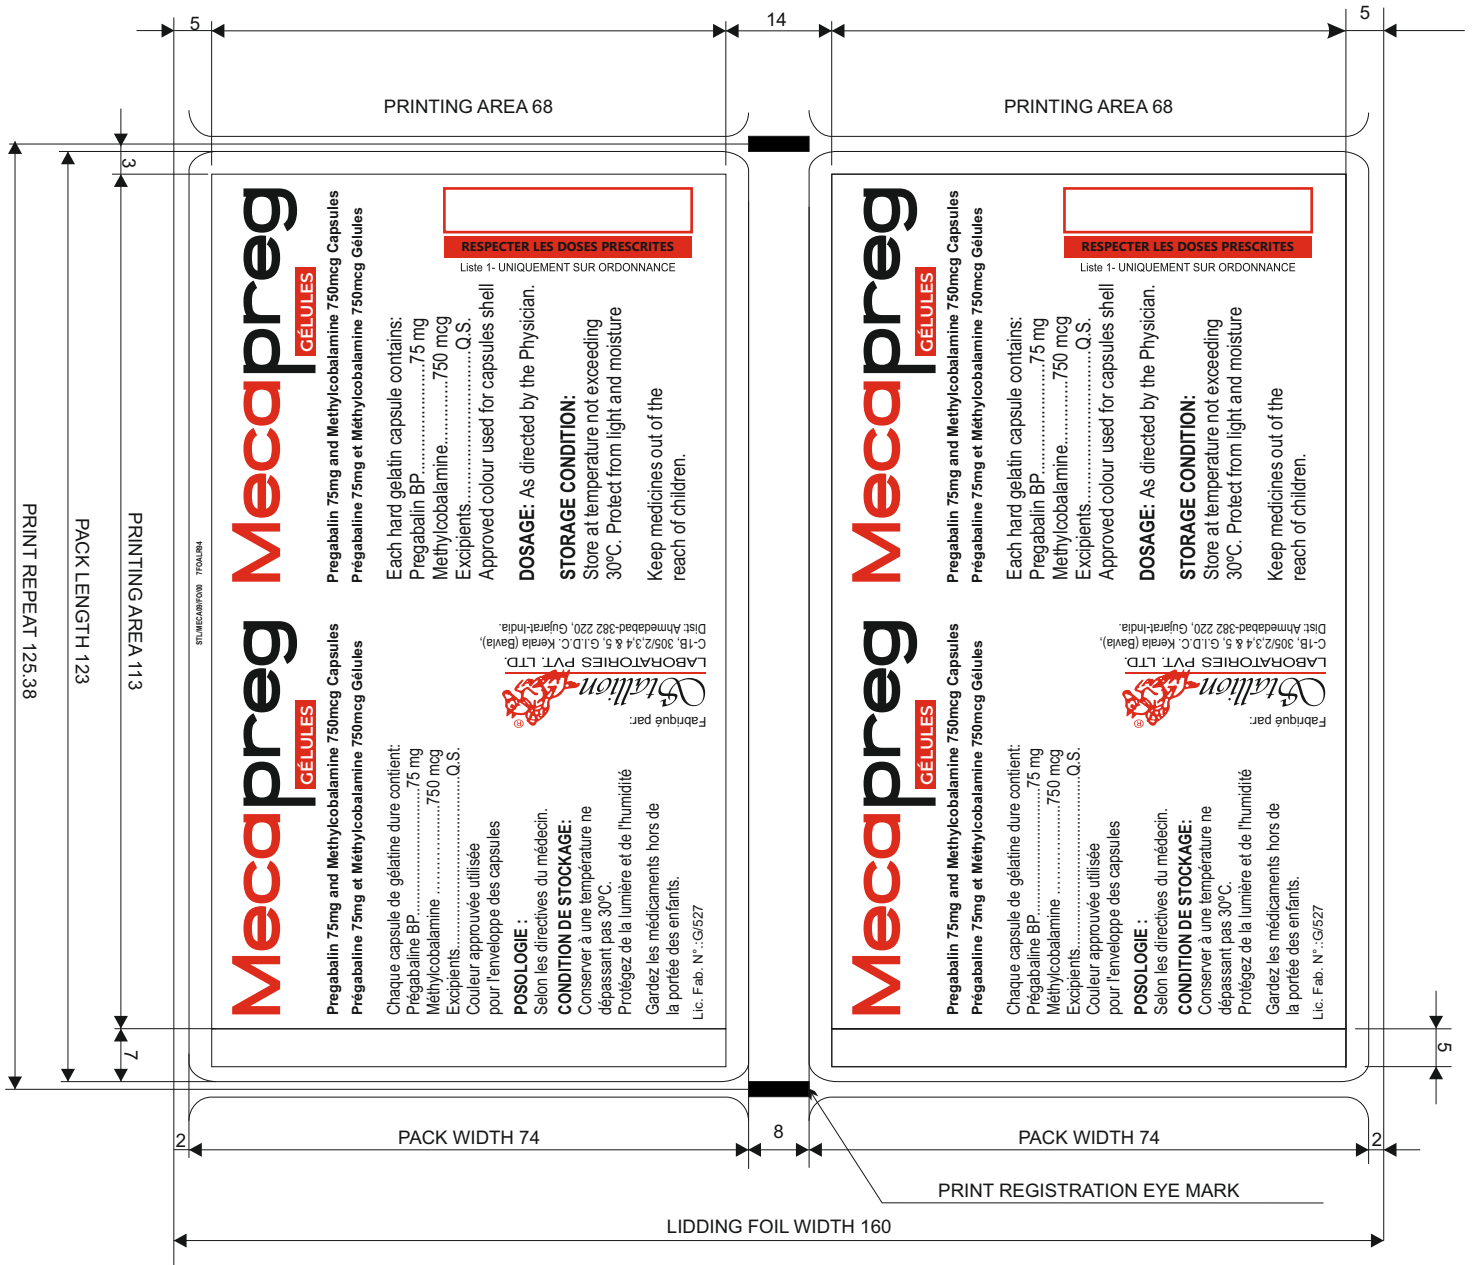 5
14
5
PRINTING AREA 68
PRINTING AREA 68
3
PRINT REPEAT 125.38
PACK LENGTH 123
PRINTING AREA 113
7
STL/MECA09/FO/00 7FOALR94
Mecapreg
GÉLULES
Pregabalin 75mg and Methylcobalamine 750mcg Capsules
Prégabaline 75mg et Méthylcobalamine 750mcg Gélules
RESPECTER LES DOSES PRESCRITES
Liste 1- UNIQUEMENT SUR ORDONNANCE
Each hard gelatin capsule contains:
Pregabalin BP....................75 mg
Methylcobalamine.............750 mcg
Excipients............................Q.S.
Approved colour used for capsules shell
DOSAGE: As directed by the Physician.
STORAGE CONDITION:
Store at temperature not exceeding
30ºC. Protect from light and moisture
Keep medicines out of the
reach of children.
Mecapreg
GÉLULES
Pregabalin 75mg and Methylcobalamine 750mcg Capsules
Prégabaline 75mg et Méthylcobalamine 750mcg Gélules
Chaque capsule de gélatine dure contient:
Prégabaline BP....................75 mg
Méthylcobalamine ....................750 mcg
Excipients....................................Q.S.
Couleur approuvée utilisée
pour l'enveloppe des capsules
POSOLOGIE :
Selon les directives du médecin.
CONDITION DE STOCKAGE:
Conserver à une température ne
dépassant pas 30ºC.
Protégez de la lumière et de l'humidité
Gardez les médicaments hors de
la portée des enfants.
Lic. Fab. N° .:G/527
Fabriqué par:
®
Stallion
LABORATORIES PVT. LTD.
C-1B, 305/2,3,4 & 5, G.I.D.C. Kerala (Bavla),
Dist: Ahmedabad-382 220, Gujarat-India.
Mecapreg
GÉLULES
Pregabalin 75mg and Methylcobalamine 750mcg Capsules
Prégabaline 75mg et Méthylcobalamine 750mcg Gélules
RESPECTER LES DOSES PRESCRITES
Liste 1- UNIQUEMENT SUR ORDONNANCE
Each hard gelatin capsule contains:
Pregabalin BP....................75 mg
Methylcobalamine.............750 mcg
Excipients............................Q.S.
Approved colour used for capsules shell
DOSAGE: As directed by the Physician.
STORAGE CONDITION:
Store at temperature not exceeding
30ºC. Protect from light and moisture
Keep medicines out of the
reach of children.
Mecapreg
GÉLULES
Pregabalin 75mg and Methylcobalamine 750mcg Capsules
Prégabaline 75mg et Méthylcobalamine 750mcg Gélules
Chaque capsule de gélatine dure contient:
Prégabaline BP....................75 mg
Méthylcobalamine ....................750 mcg
Excipients....................................Q.S.
Couleur approuvée utilisée
pour l'enveloppe des capsules
POSOLOGIE :
Selon les directives du médecin.
CONDITION DE STOCKAGE:
Conserver à une température ne
dépassant pas 30ºC.
Protégez de la lumière et de l'humidité
Gardez les médicaments hors de
la portée des enfants.
Lic. Fab. N° .:G/527
Fabriqué par:
®
Stallion
LABORATORIES PVT. LTD.
C-1B, 305/2,3,4 & 5, G.I.D.C. Kerala (Bavla),
Dist: Ahmedabad-382 220, Gujarat-India.
5
2
PACK WIDTH 74
8
PACK WIDTH 74
2
PRINT REGISTRATION EYE MARK
LIDDING FOIL WIDTH 160